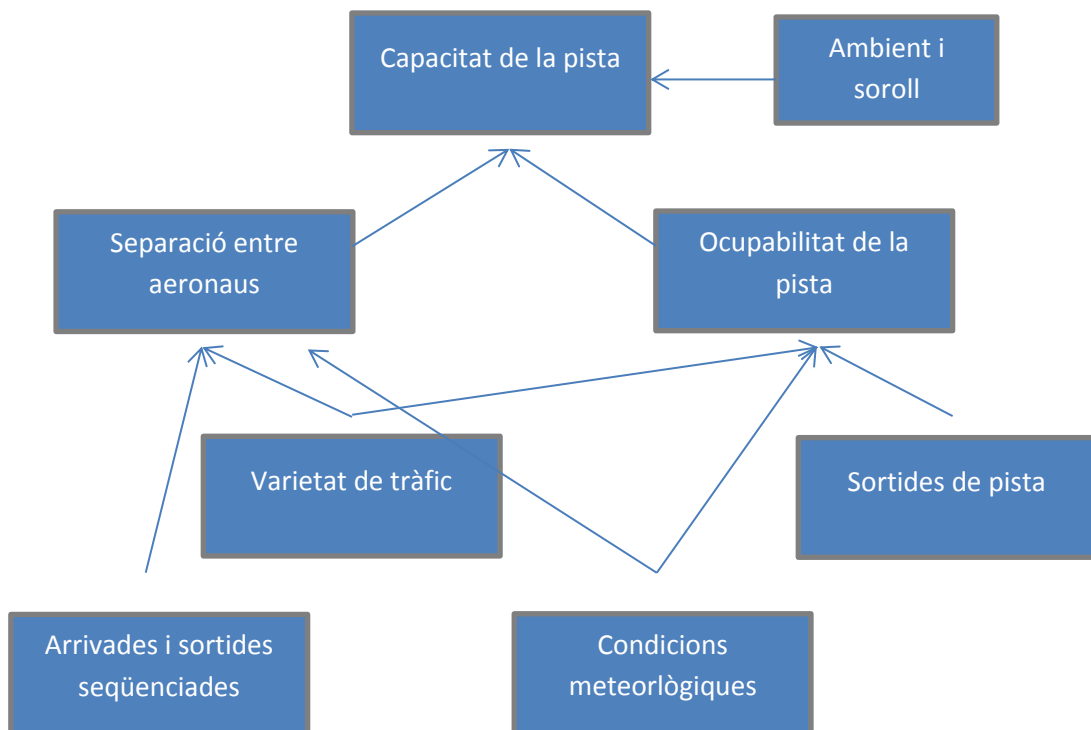 Capacitat de la pista
Ambient i
soroll
Separació entre
aeronaus
Ocupabilitat de la
pista
Varietat de tràfic
Sortides de pista
Arrivades i sortides
seqüenciades
Condicions
meteorlògiques